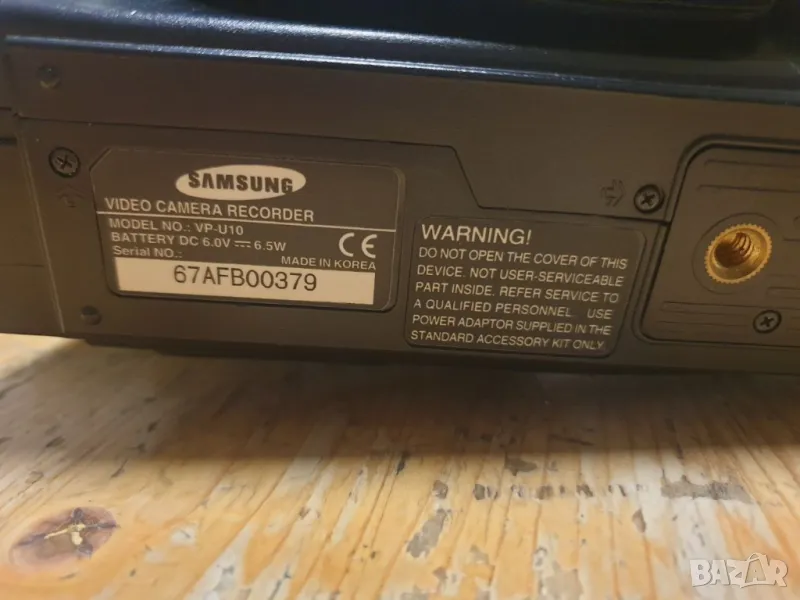 SAMSUNG
VIDEO CAMERA RECORDER
MODEL NO.: VP-U10
BATTERY DC 6.0V ⎓ 6.5W
Serial NO.:
CE
MADE IN KOREA
67AFB00379
WARNING!
DO NOT OPEN THE COVER OF THIS
DEVICE. NOT USER-SERVICEABLE
PART INSIDE. REFER SERVICE TO
A QUALIFIED PERSONNEL. USE
POWER ADAPTOR SUPPLIED IN THE
STANDARD ACCESSORY KIT ONLY.
BAZAR